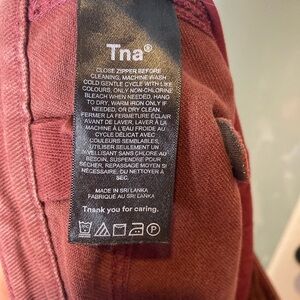 Tna®
CLOSE ZIPPER BEFORE
CLEANING, MACHINE WASH
COLD GENTLE CYCLE WITH LIKE
COLOURS, ONLY NON-CHLORINE
BLEACH WHEN NEEDED, HANG
TO DRY, WARM IRON ONLY IF
NEEDED, OR DRY CLEAN.
FERMER LA FERMETURE ÉCLAIR
AVANT DE LAVER, LAVER À LA
MACHINE À L'EAU FROIDE AU
CYCLE DÉLICAT AVEC
COULEURS SEMBLABLES,
UTILISER SEULEMENT UN
JAVELLISANT SANS CHLORE AU
BESOIN, SUSPENDRE POUR
SÉCHER, REPASSAGE MOYEN SI
NÉCESSAIRE, OU NETTOYER À
SEC.
MADE IN SRI LANKA
FABRIQUÉ AU SRI LANKA
Tnank you for caring.